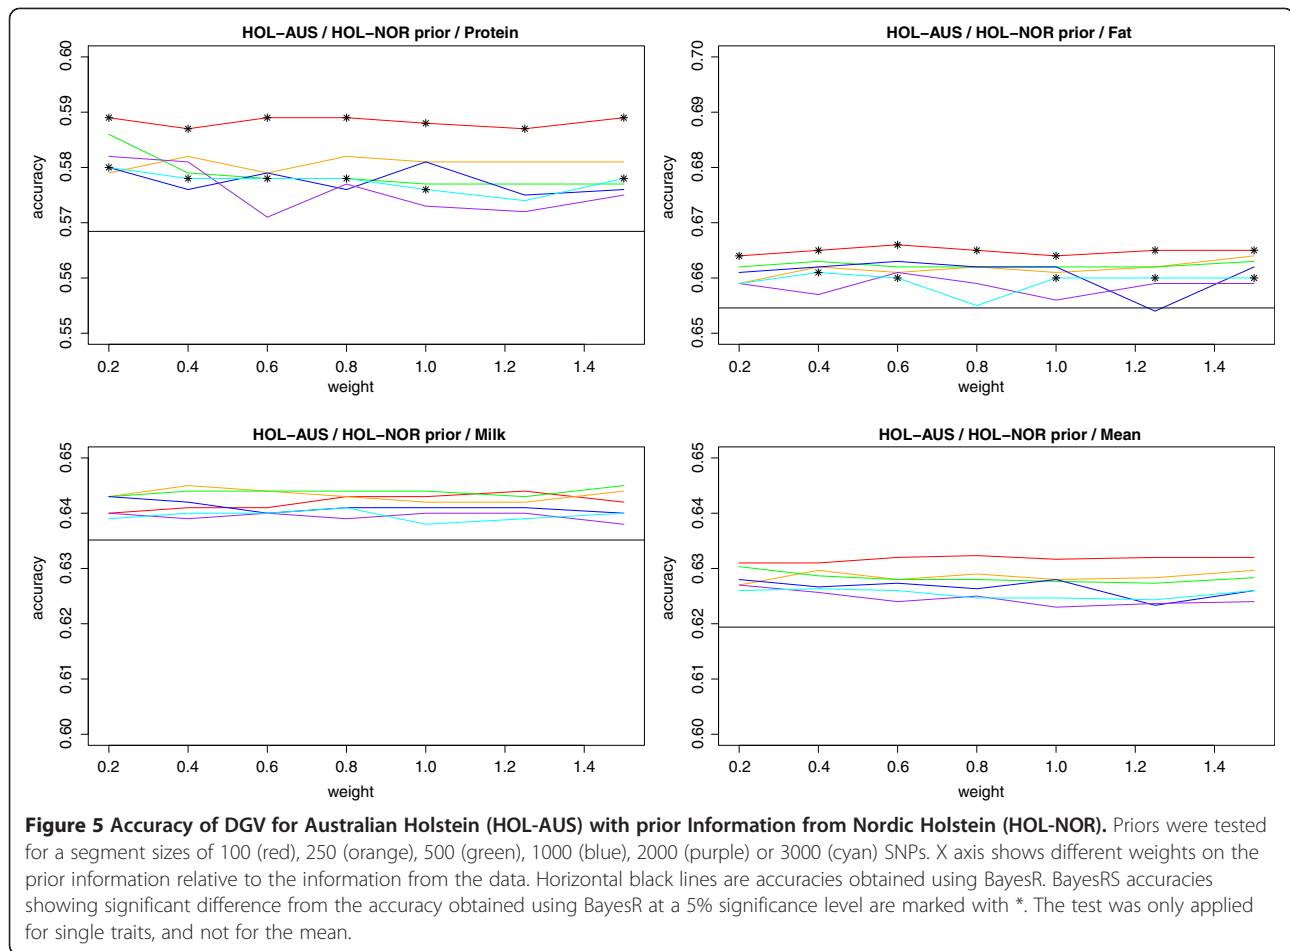 HOL−AUS / HOL−NOR prior / Protein
accuracy
0.60
0.59
0.58
0.57
0.56
0.55
0.2 0.4 0.6 0.8 1.0 1.2 1.4
weight
HOL−AUS / HOL−NOR prior / Fat
accuracy
0.70
0.69
0.68
0.67
0.66
0.65
0.2 0.4 0.6 0.8 1.0 1.2 1.4
weight
HOL−AUS / HOL−NOR prior / Milk
accuracy
0.65
0.64
0.63
0.62
0.61
0.60
0.2 0.4 0.6 0.8 1.0 1.2 1.4
weight
HOL−AUS / HOL−NOR prior / Mean
accuracy
0.65
0.64
0.63
0.62
0.61
0.60
0.2 0.4 0.6 0.8 1.0 1.2 1.4
weight
Figure 5 Accuracy of DGV for Australian Holstein (HOL-AUS) with prior Information from Nordic Holstein (HOL-NOR). Priors were tested
for a segment sizes of 100 (red), 250 (orange), 500 (green), 1000 (blue), 2000 (purple) or 3000 (cyan) SNPs. X axis shows different weights on the
prior information relative to the information from the data. Horizontal black lines are accuracies obtained using BayesR. BayesRS accuracies
showing significant difference from the accuracy obtained using BayesR at a 5% significance level are marked with *. The test was only applied
for single traits, and not for the mean.